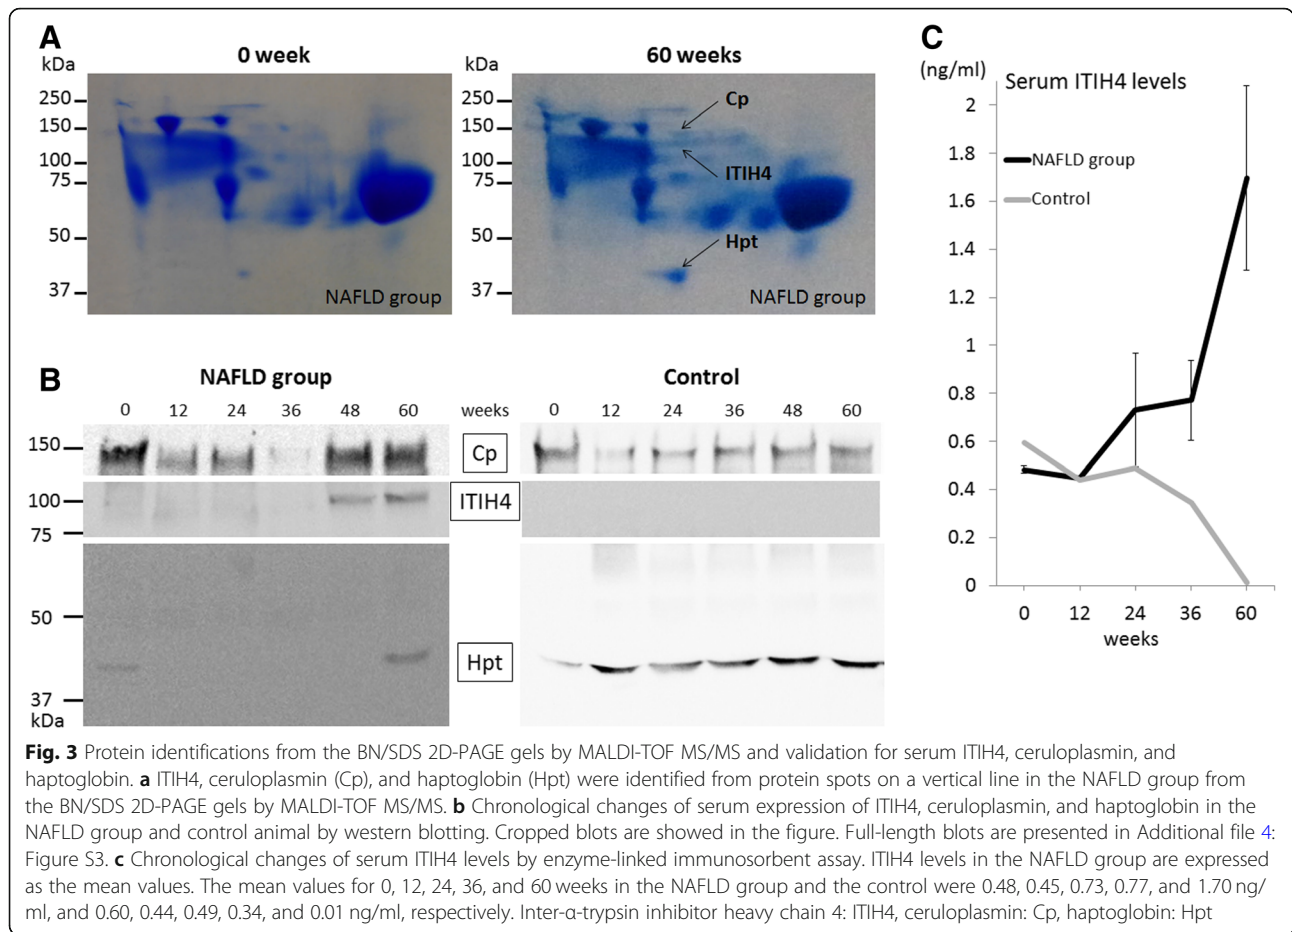 A
0 week
60 weeks
kDa
250
150
100
75
50
37
NAFLD group
kDa
250
150
100
75
50
37
Cp
ITIH4
Hpt
NAFLD group
B
NAFLD group
Control
0 12 24 36 48 60 weeks 0 12 24 36 48 60
150
Cp
100
ITIH4
75
50
Hpt
37
kDa
C
(ng/ml)
Serum ITIH4 levels
NAFLD group
Control
2
1.8
1.6
1.4
1.2
1
0.8
0.6
0.4
0.2
0
0 12 24 36 60
weeks
Fig. 3 Protein identifications from the BN/SDS 2D-PAGE gels by MALDI-TOF MS/MS and validation for serum ITIH4, ceruloplasmin, and
haptoglobin. a ITIH4, ceruloplasmin (Cp), and haptoglobin (Hpt) were identified from protein spots on a vertical line in the NAFLD group from
the BN/SDS 2D-PAGE gels by MALDI-TOF MS/MS. b Chronological changes of serum expression of ITIH4, ceruloplasmin, and haptoglobin in the
NAFLD group and control animal by western blotting. Cropped blots are showed in the figure. Full-length blots are presented in Additional file 4:
Figure S3. c Chronological changes of serum ITIH4 levels by enzyme-linked immunosorbent assay. ITIH4 levels in the NAFLD group are expressed
as the mean values. The mean values for 0, 12, 24, 36, and 60 weeks in the NAFLD group and the control were 0.48, 0.45, 0.73, 0.77, and 1.70 ng/
ml, and 0.60, 0.44, 0.49, 0.34, and 0.01 ng/ml, respectively. Inter-α-trypsin inhibitor heavy chain 4: ITIH4, ceruloplasmin: Cp, haptoglobin: Hpt